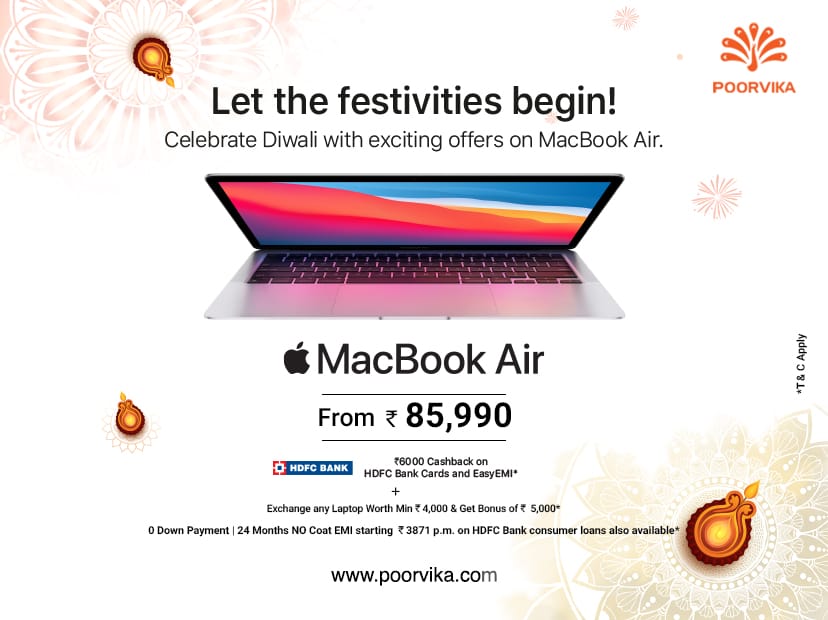 POORVIKA
Let the festivities begin!
Celebrate Diwali with exciting offers on MacBook Air.
MacBook Air
From ₹ 85,990
HDFC BANK
₹6000 Cashback on
HDFC Bank Cards and EasyEMI*
+
Exchange any Laptop Worth Min ₹ 4,000 & Get Bonus of ₹ 5,000*
0 Down Payment | 24 Months NO Coat EMI starting ₹ 3871 p.m. on HDFC Bank consumer loans also available*
www.poorvika.com
*T & C Apply